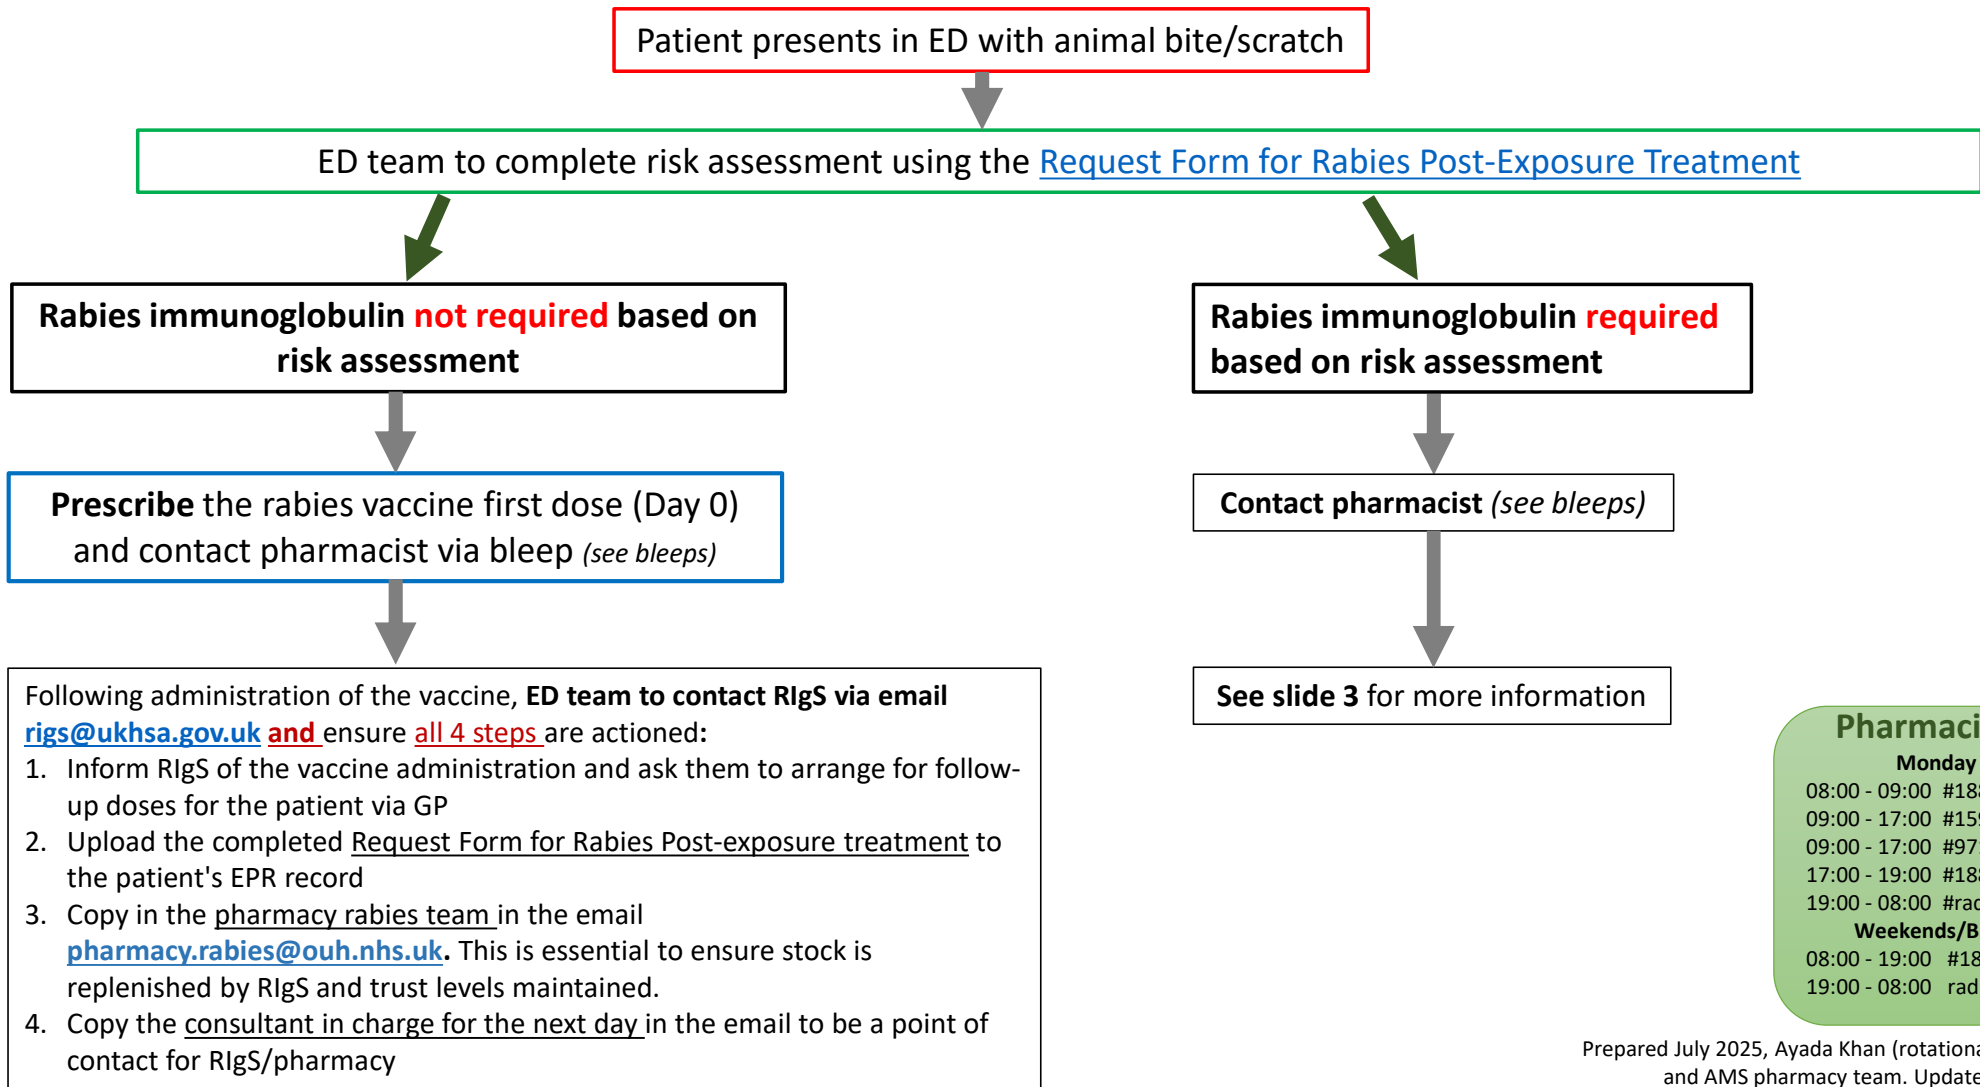 Patient presents in ED with animal bite/scratch
ED team to complete risk assessment using the Request Form for Rabies Post-Exposure Treatment
Rabies immunoglobulin not required based on
risk assessment
Rabies immunoglobulin required
based on risk assessment
Prescribe the rabies vaccine first dose (Day 0)
and contact pharmacist via bleep (see bleeps)
Contact pharmacist (see bleeps)
Following administration of the vaccine, ED team to contact RIgS via email
rigs@ukhsa.gov.uk and ensure all 4 steps are actioned:
1. Inform RIgS of the vaccine administration and ask them to arrange for follow-
up doses for the patient via GP
2. Upload the completed Request Form for Rabies Post-exposure treatment to
the patient's EPR record
3. Copy in the pharmacy rabies team in the email
pharmacy.rabies@ouh.nhs.uk. This is essential to ensure stock is
replenished by RIgS and trust levels maintained.
4. Copy the consultant in charge for the next day in the email to be a point of
contact for RIgS/pharmacy
See slide 3 for more information
Monday
08:00 - 09:00
09:00 - 17:00
09:00 - 17:00
17:00 - 19:00
19:00 - 08:00
08:00 - 19:00
19:00 - 08:00
Prepared July 2025, Ayada Khan
and AMS pharmacy team.